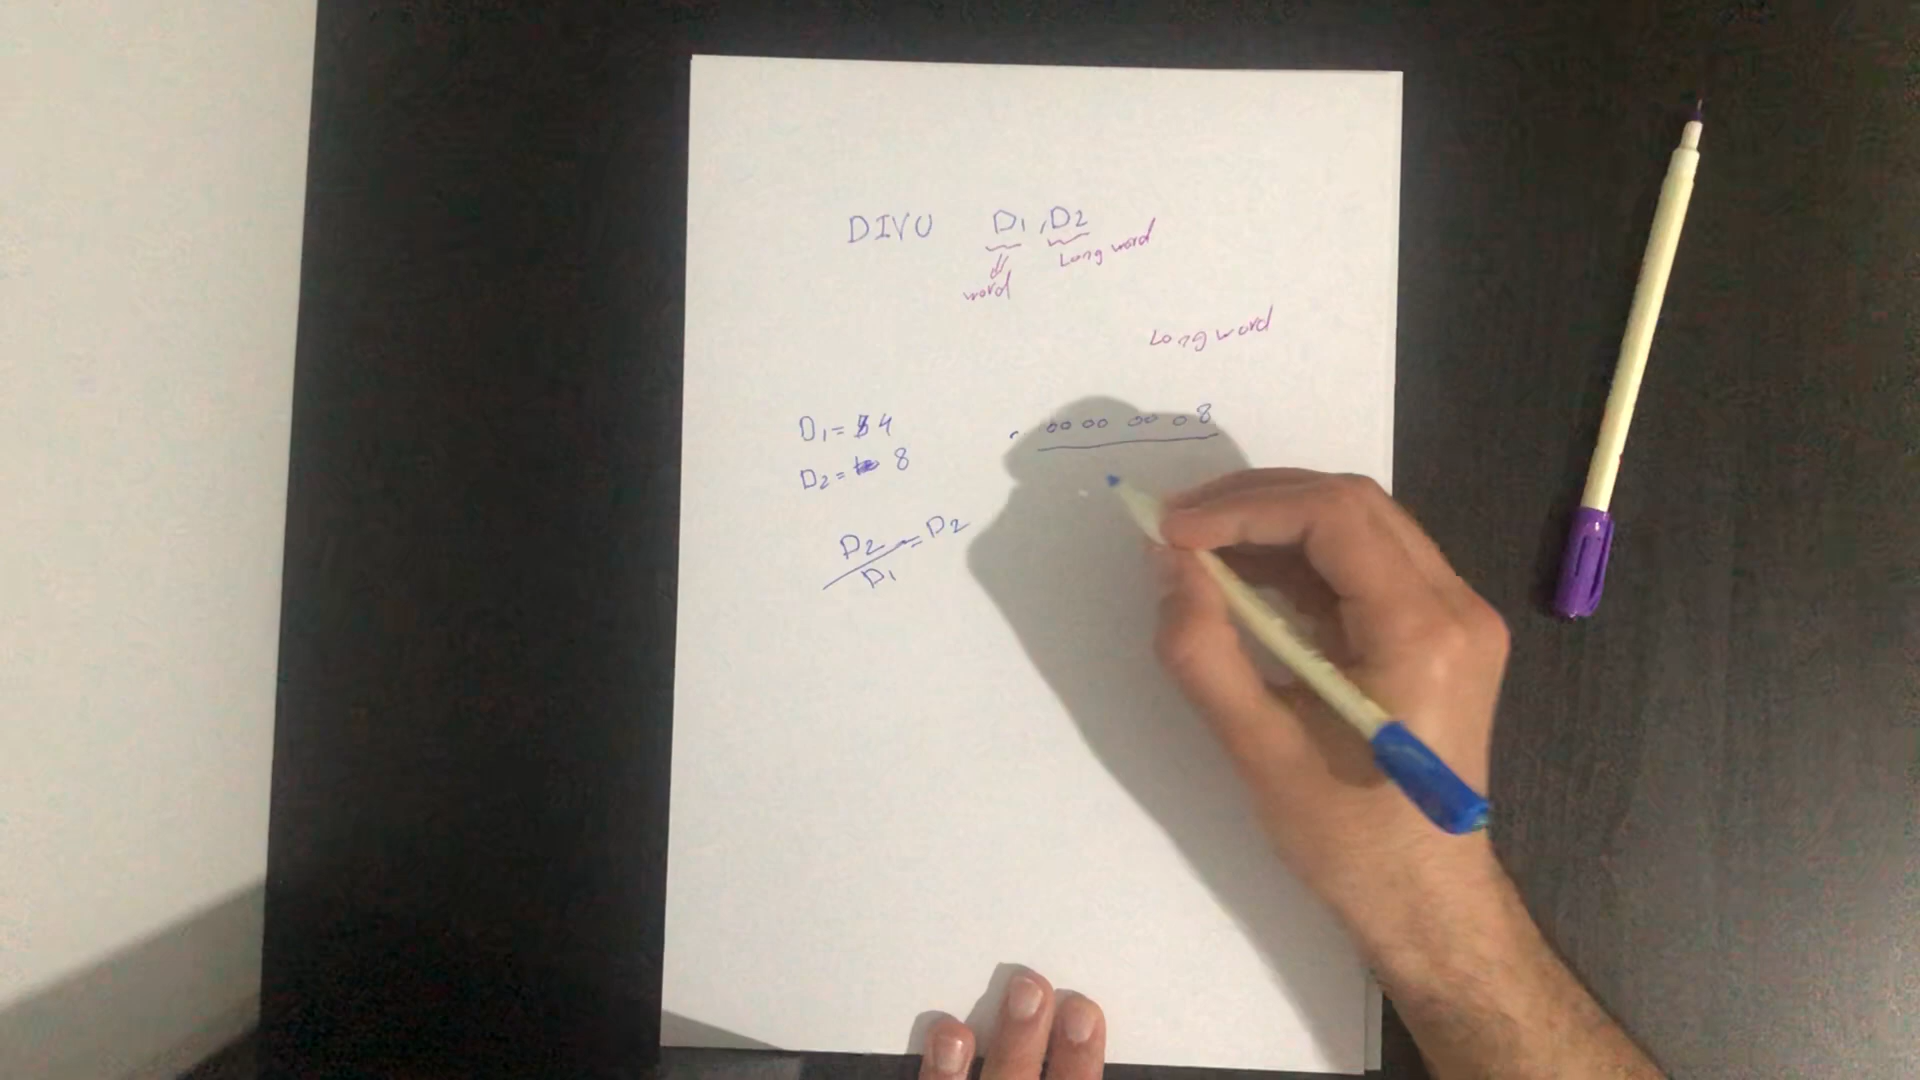 DIVU D1, D2
word Long word
Long word
D1 = 4
00 00 00 08
D2 = 8
D2/D1 = D2